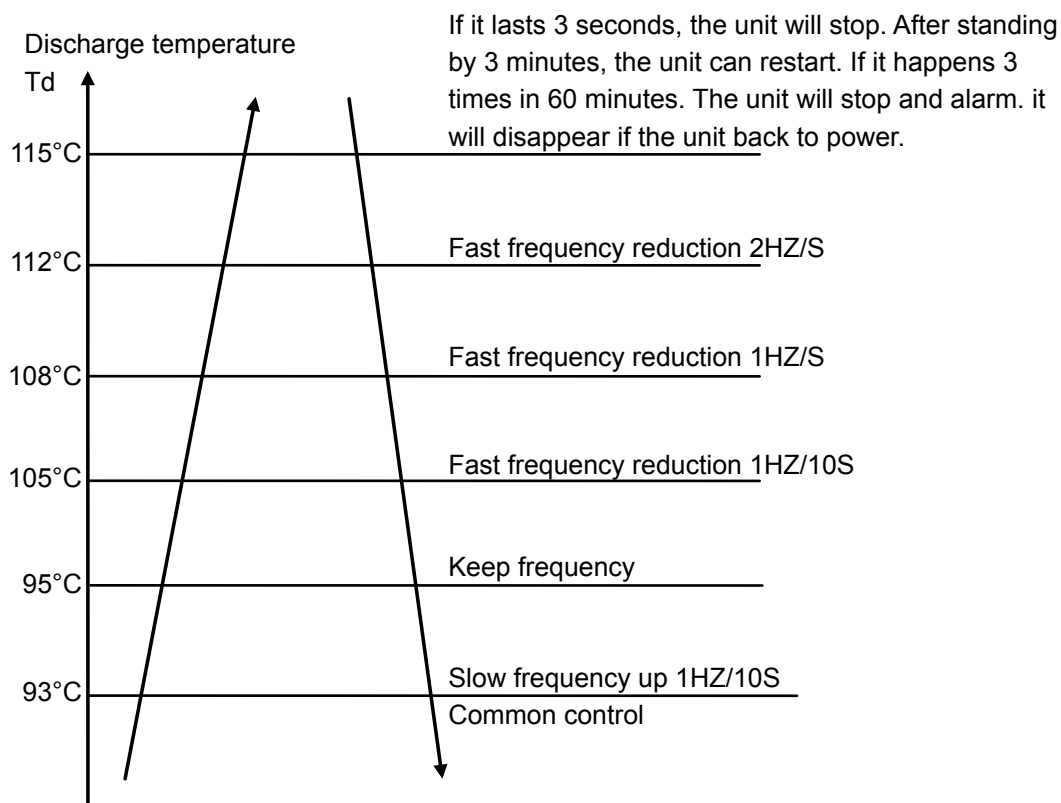 Discharge temperature
Td
If it lasts 3 seconds, the unit will stop. After standing
by 3 minutes, the unit can restart. If it happens 3
times in 60 minutes. The unit will stop and alarm. it
will disappear if the unit back to power.
115°C
Fast frequency reduction 2HZ/S
112°C
Fast frequency reduction 1HZ/S
108°C
Fast frequency reduction 1HZ/10S
105°C
Keep frequency
95°C
Slow frequency up 1HZ/10S
93°C
Common control